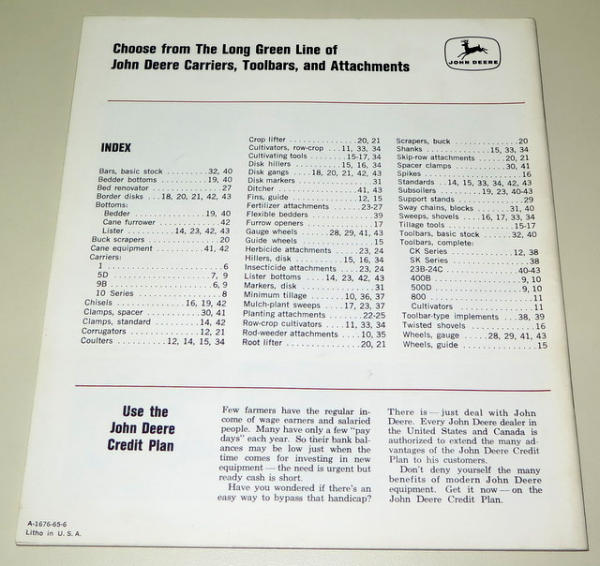 Choose from The Long Green Line of
John Deere Carriers, Toolbars, and Attachments
JOHN DEERE
INDEX
Bars, basic stock ......... 32, 40
Bedder bottoms ......... 19, 40
Bed renovator ......... 27
Border disks ... 18, 20, 21, 42, 43
Bottoms:
Bedder ......... 19, 40
Cane furrower ......... 42
Lister ......... 14, 23, 42, 43
Buck scrapers ......... 20
Cane equipment ......... 41, 42
Carriers:
1 ......... 6
5D ......... 7, 9
9B ......... 6, 9
10 Series ......... 8
Chisels ......... 16, 19, 42
Clamps, spacer ......... 30, 41
Clamps, standard ......... 14, 42
Corrugators ......... 12, 21
Coulters ......... 12, 14, 15, 34
Crop lifter ......... 20, 21
Cultivators, row-crop ... 11, 33, 34
Cultivating tools ......... 15-17, 34
Disk hillers ......... 15, 16, 34
Disk gangs ... 18, 20, 21, 42, 43
Disk markers ......... 31
Ditcher ......... 41, 43
Fins, guide ......... 12, 15
Fertilizer attachments ... 23-27
Flexible bedders ......... 39
Furrow openers ......... 17
Gauge wheels ... 28, 29, 41, 43
Guide wheels ......... 15
Herbicide attachments ... 23, 24
Hillers, disk ......... 15, 16, 34
Insecticide attachments ... 23, 24
Lister bottoms ... 14, 23, 42, 43
Markers, disk ......... 31
Minimum tillage ... 10, 36, 37
Mulch-plant sweeps ... 17, 23, 37
Planting attachments ... 22-25
Row-crop cultivators ... 11, 33, 34
Rod-weeder attachments ... 10, 35
Root lifter ......... 20, 21
Scrapers, buck ......... 20
Shanks ......... 15, 33, 34
Skip-row attachments ... 20, 21
Spacer clamps ......... 30, 41
Spikes ......... 16
Standards .. 14, 15, 33, 34, 42, 43
Subsoilers ......... 19, 23, 40-43
Support stands ......... 29
Sway chains, blocks ... 31, 40
Sweeps, shovels ... 16, 17, 33, 34
Tillage tools ......... 15-17
Toolbars, basic stock ... 32, 40
Toolbars, complete:
CK Series ......... 12, 38
SK Series ......... 38
23B-24C ......... 40-43
400B ......... 9, 10
500D ......... 9, 10
800 ......... 11
Cultivators ......... 11
Toolbar-type implements ... 38, 39
Twisted shovels ......... 16
Wheels, gauge ... 28, 29, 41, 43
Wheels, guide ......... 15
Use the
John Deere
Credit Plan
Few farmers have the regular in-
come of wage earners and salaried
people. Many have only a few "pay
days" each year. So their bank bal-
ances may be low just when the
time comes for investing in new
equipment — the need is urgent but
ready cash is short.
Have you wondered if there's an
easy way to bypass that handicap?
There is — just deal with John
Deere. Every John Deere dealer in
the United States and Canada is
authorized to extend the many ad-
vantages of the John Deere Credit
Plan to his customers.
Don't deny yourself the many
benefits of modern John Deere
equipment. Get it now — on the
John Deere Credit Plan.
A-1676-65-6
Litho in U.S.A.